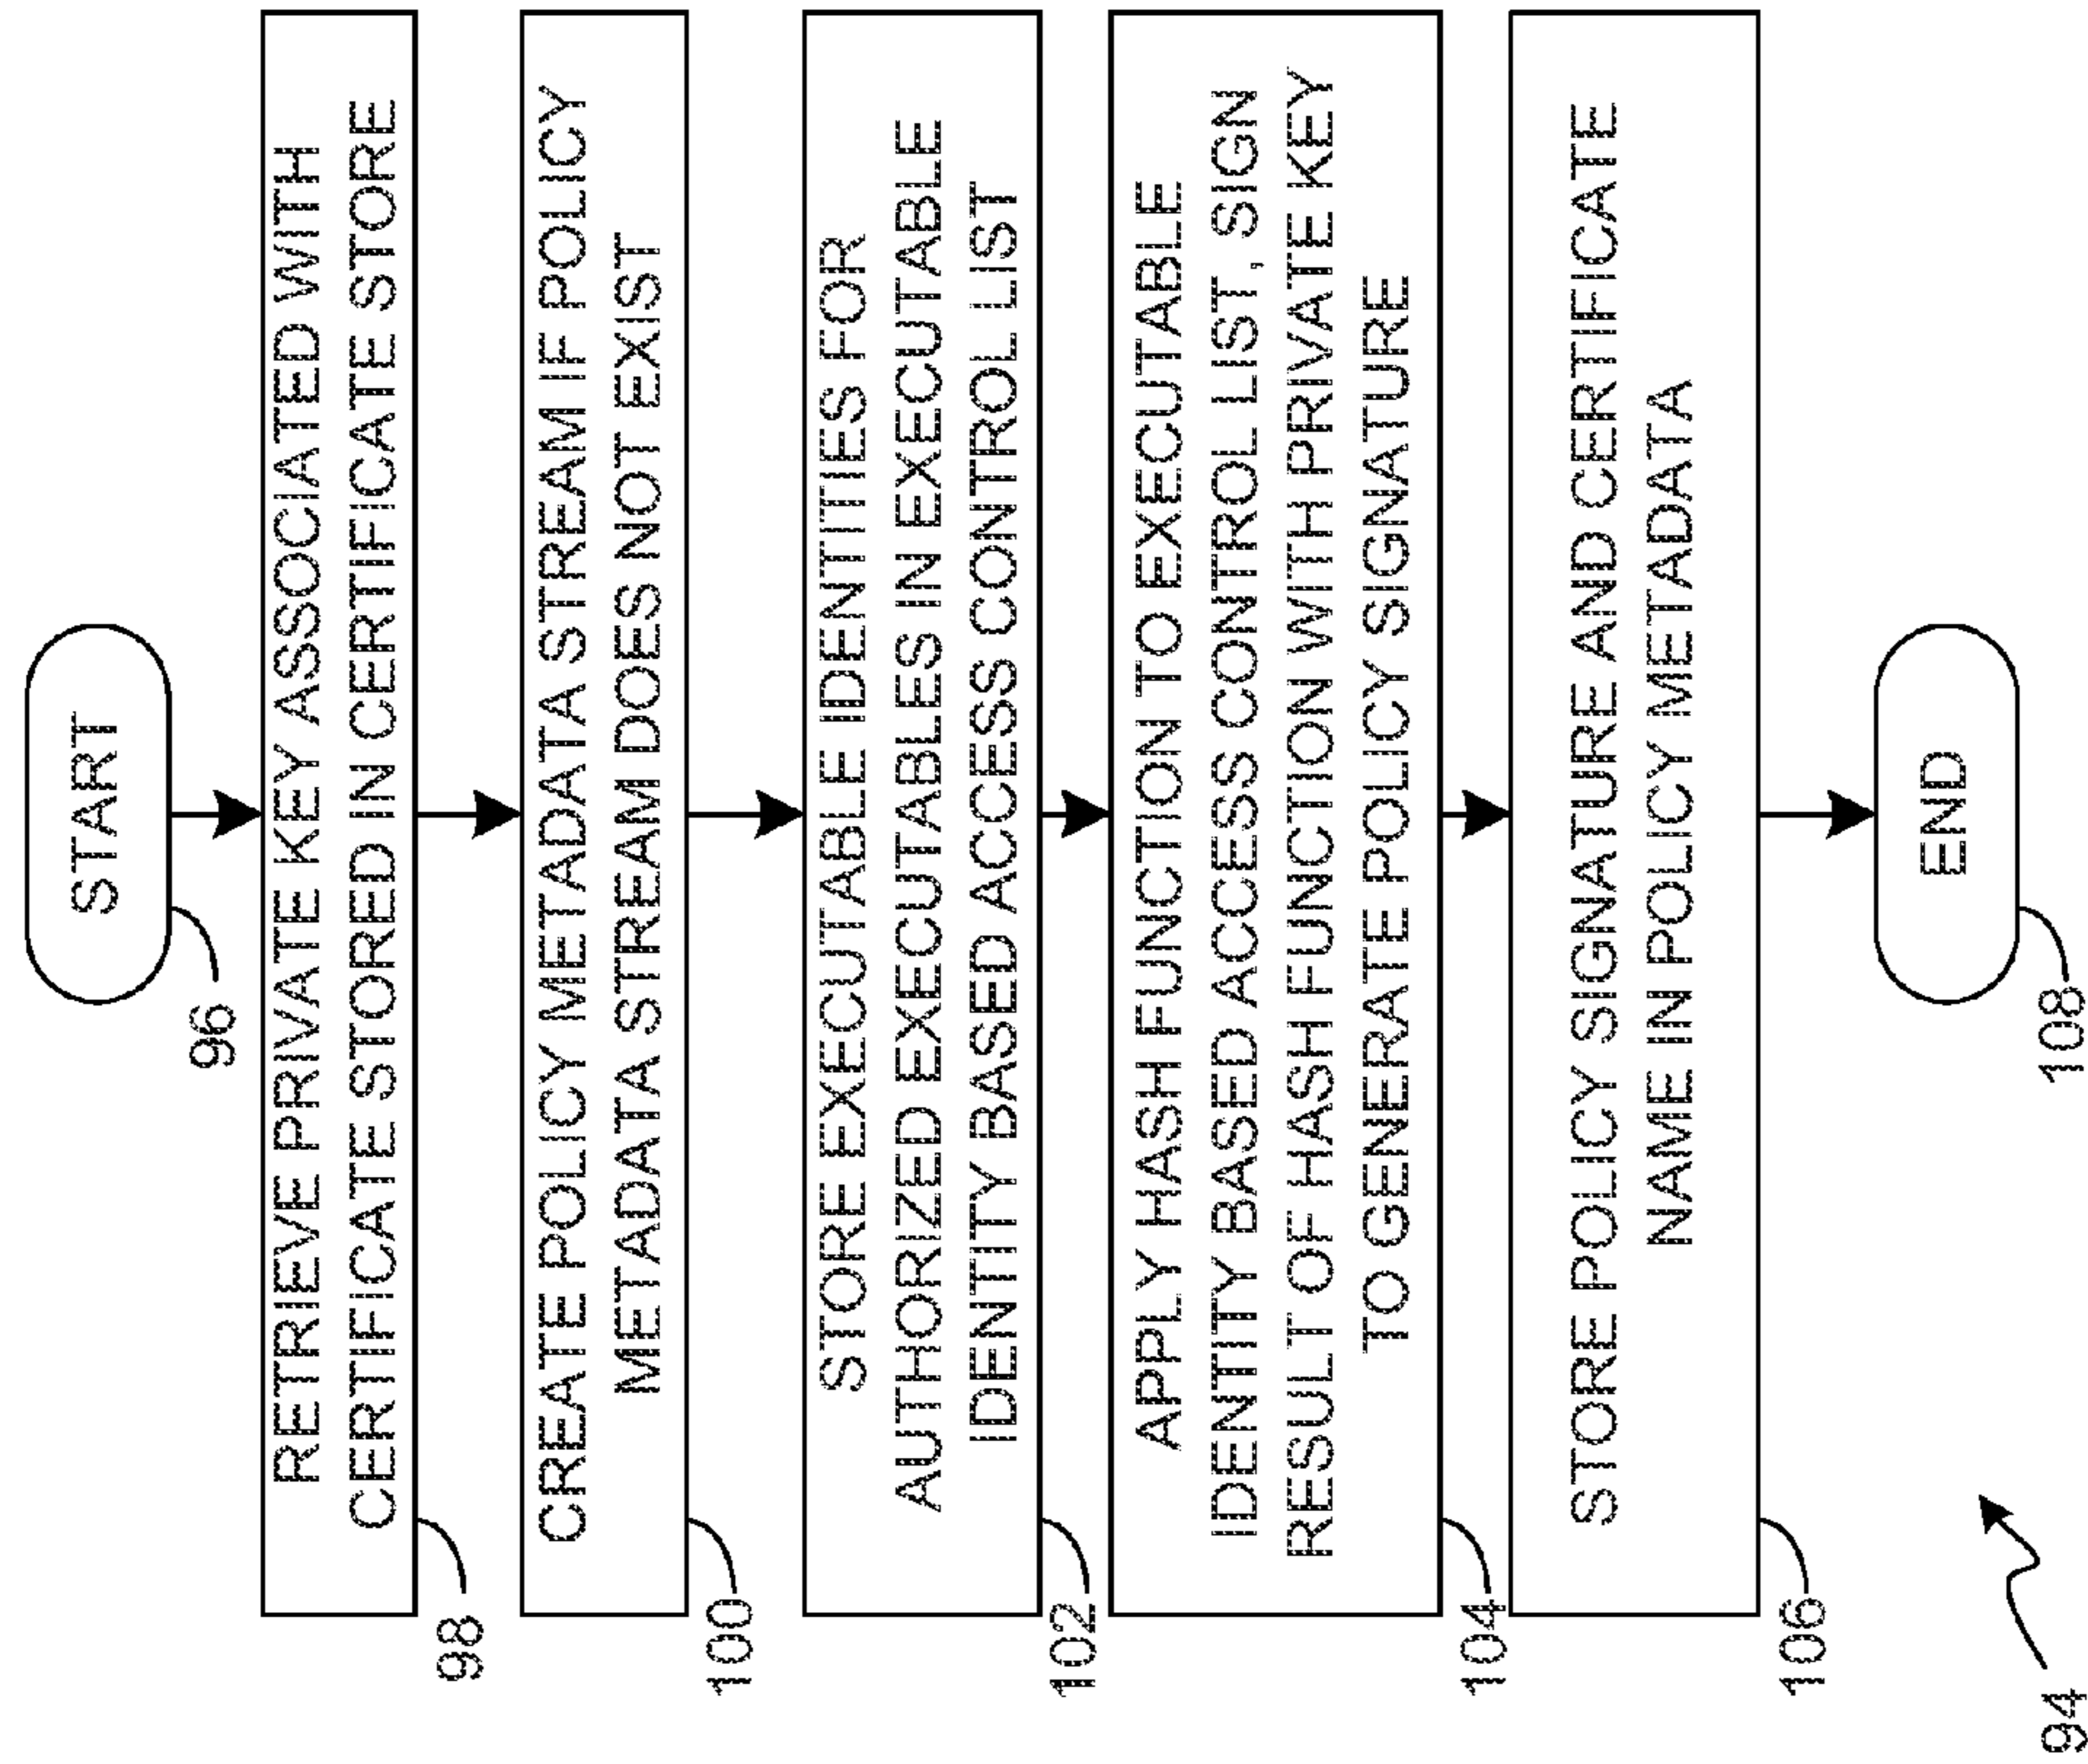 START
96
RETRIEVE PRIVATE KEY ASSOCIATED WITH
CERTIFICATE STORED IN CERTIFICATE STORE
98
CREATE POLICY METADATA STREAM IF POLICY
METADATA STREAM DOES NOT EXIST
100
STORE EXECUTABLE IDENTITIES FOR
AUTHORIZED EXECUTABLES IN EXECUTABLE
IDENTITY BASED ACCESS CONTROL LIST
102
APPLY HASH FUNCTION TO EXECUTABLE
IDENTITY BASED ACCESS CONTROL LIST, SIGN
RESULT OF HASH FUNCTION WITH PRIVATE KEY
TO GENERATE POLICY SIGNATURE
104
STORE POLICY SIGNATURE AND CERTIFICATE
NAME IN POLICY METADATA
106
END
108
94